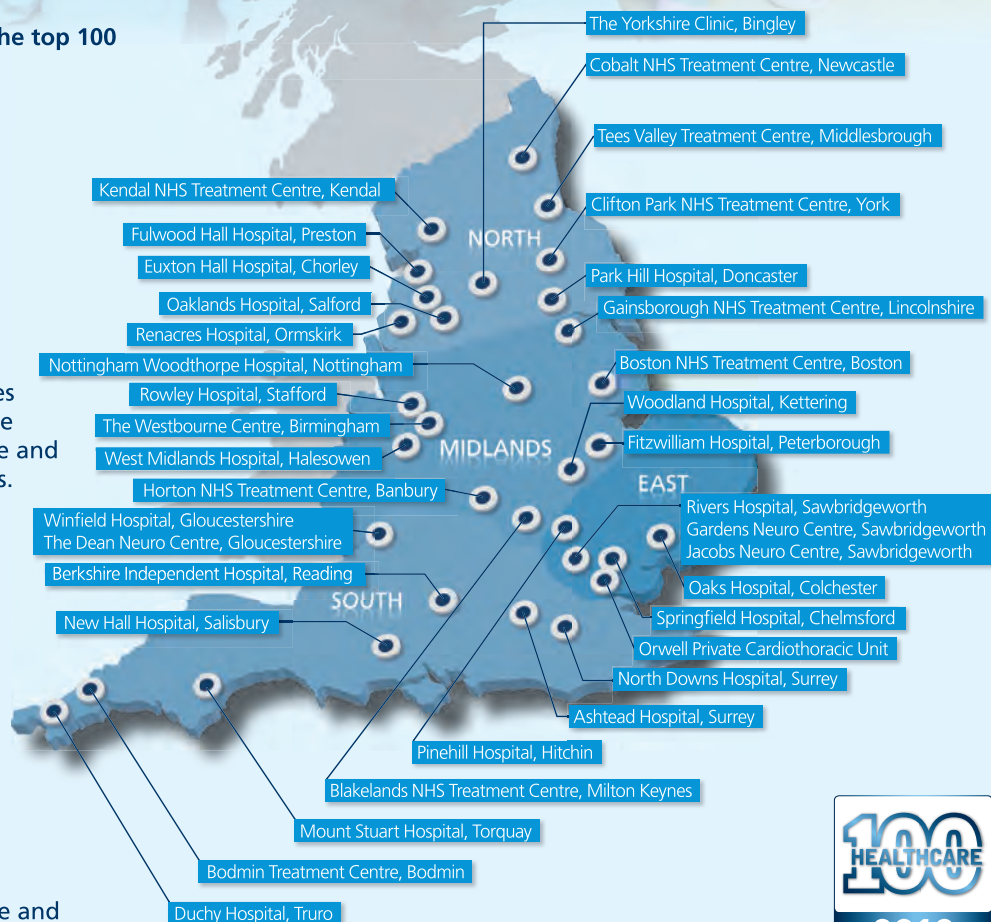 he top 100
The Yorkshire Clinic, Bingley
Cobalt NHS Treatment Centre, Newcastle
Tees Valley Treatment Centre, Middlesbrough
Kendal NHS Treatment Centre, Kendal
Clifton Park NHS Treatment Centre, York
Fulwood Hall Hospital, Preston
NORTH
Euxton Hall Hospital, Chorley
Park Hill Hospital, Doncaster
Oaklands Hospital, Salford
Gainsborough NHS Treatment Centre, Lincolnshire
Renacres Hospital, Ormskirk
Nottingham Woodthorpe Hospital, Nottingham
Boston NHS Treatment Centre, Boston
es
Rowley Hospital, Stafford
Woodland Hospital, Kettering
e
The Westbourne Centre, Birmingham
Fitzwilliam Hospital, Peterborough
e and
West Midlands Hospital, Halesowen
MIDLANDS
s.
Horton NHS Treatment Centre, Banbury
EAST
Winfield Hospital, Gloucestershire
The Dean Neuro Centre, Gloucestershire
Rivers Hospital, Sawbridgeworth
Gardens Neuro Centre, Sawbridgeworth
Jacobs Neuro Centre, Sawbridgeworth
Berkshire Independent Hospital, Reading
Oaks Hospital, Colchester
SOUTH
Springfield Hospital, Chelmsford
New Hall Hospital, Salisbury
Orwell Private Cardiothoracic Unit
North Downs Hospital, Surrey
Ashtead Hospital, Surrey
Pinehill Hospital, Hitchin
Blakelands NHS Treatment Centre, Milton Keynes
Mount Stuart Hospital, Torquay
Bodmin Treatment Centre, Bodmin
Duchy Hospital, Truro
e and
100
HEALTHCARE